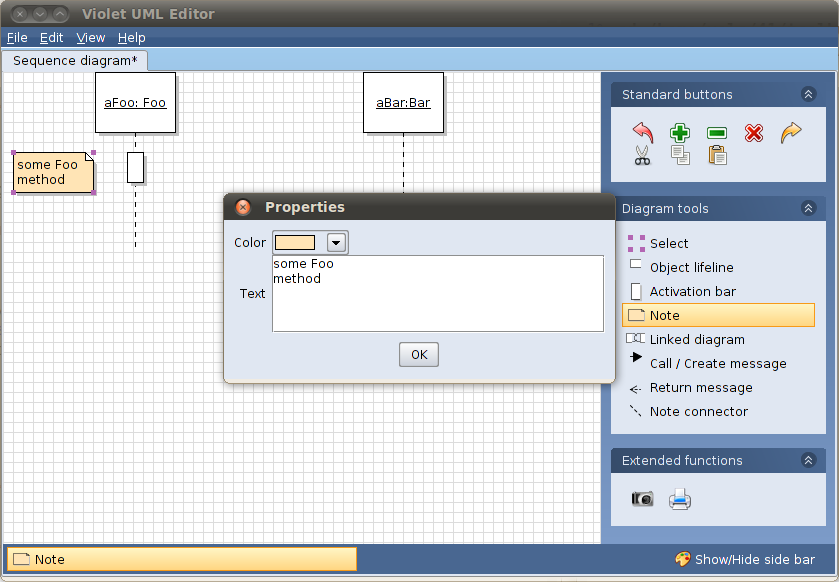 Violet UML Editor
File Edit View Help
Sequence diagram*
aFoo: Foo
aBar:Bar
some Foo
method
Properties
Color
Text
some Foo
method
OK
Standard buttons
Diagram tools
Select
Object lifeline
Activation bar
Note
Linked diagram
Call / Create message
Return message
Note connector
Extended functions
Note
Show/Hide side bar